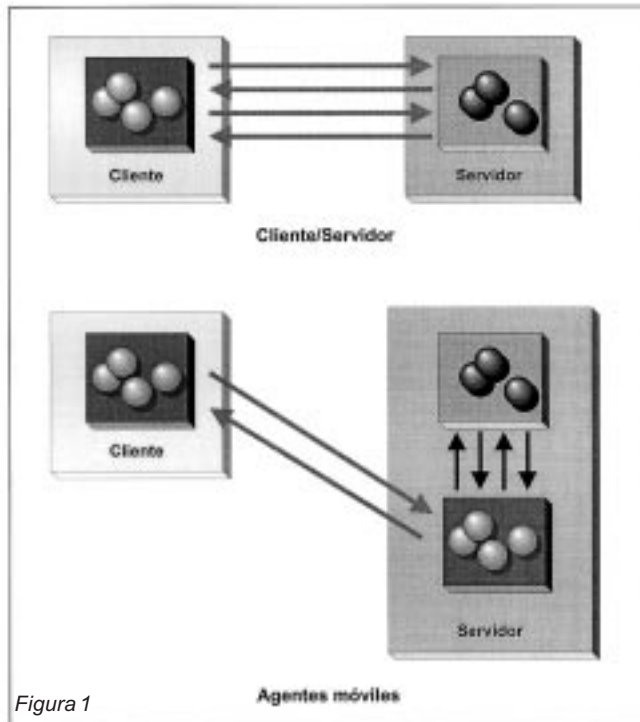 Cliente
Servidor
Cliente/Servidor
Cliente
Servidor
Figura 1
Agentes móviles